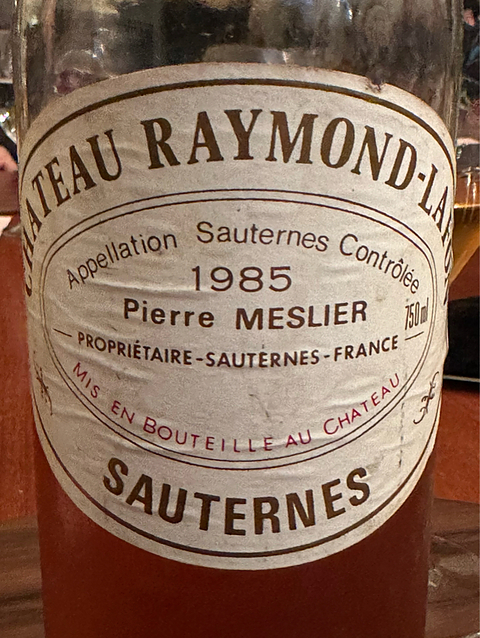 CHATEAU RAYMOND-LAFON
Appellation Sauternes Contrôlée
1985
Pierre MESLIER
750 ml
PROPRIÉTAIRE-SAUTERNES-FRANCE
MIS EN BOUTEILLE AU CHATEAU
SAUTERNES